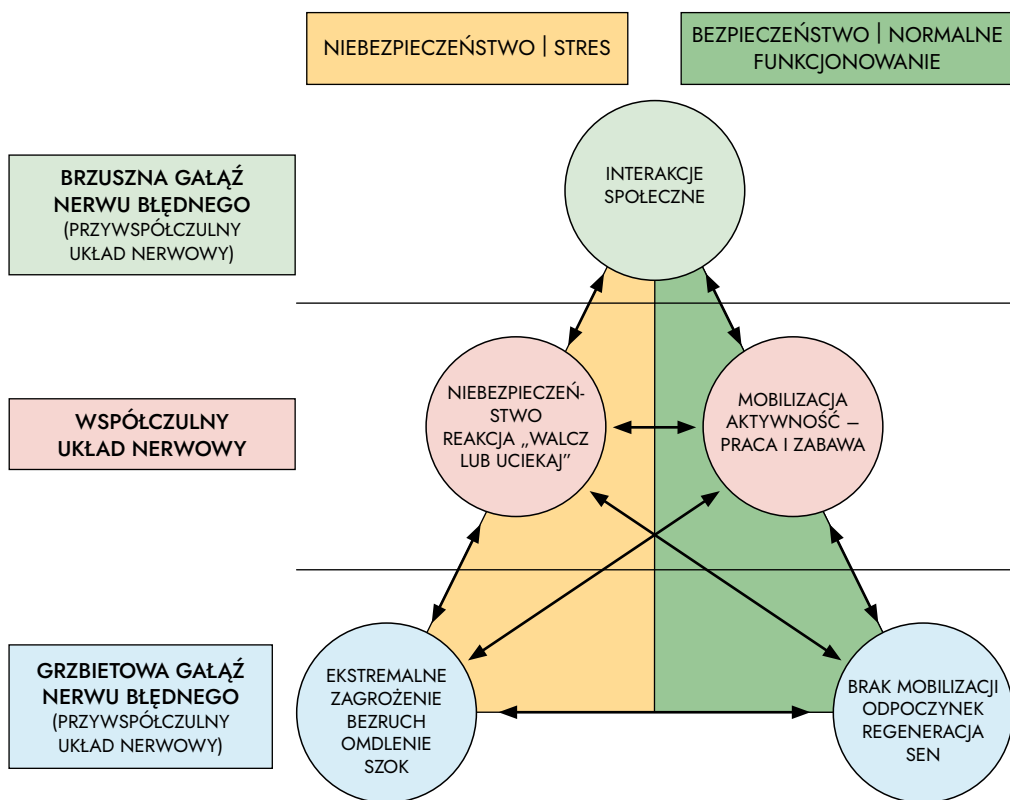 NIEBEZPIECZEŃSTWO | STRES
BEZPIECZEŃSTWO | NORMALNE
FUNKCJONOWANIE
BRZUSZNA GAŁĄŹ
NERWU BŁĘDNEGO
(PRZYWSPÓŁCZULNY
UKŁAD NERWOWY)
INTERAKCJE
SPOŁECZNE
WSPÓŁCZULNY
UKŁAD NERWOWY
NIEBEZPIECZEŃ-
STWO
REAKCJA „WALCZ
LUB UCIEKAJ”
MOBILIZACJA
AKTYWNOŚĆ –
PRACA I ZABAWA
GRZBIETOWA GAŁĄŹ
NERWU BŁĘDNEGO
(PRZYWSPÓŁCZULNY
UKŁAD NERWOWY)
EKSTREMALNE
ZAGROŻENIE
BEZRUCH
OMDLENIE
SZOK
BRAK MOBILIZACJI
ODPOCZYNEK
REGENERACJA
SEN